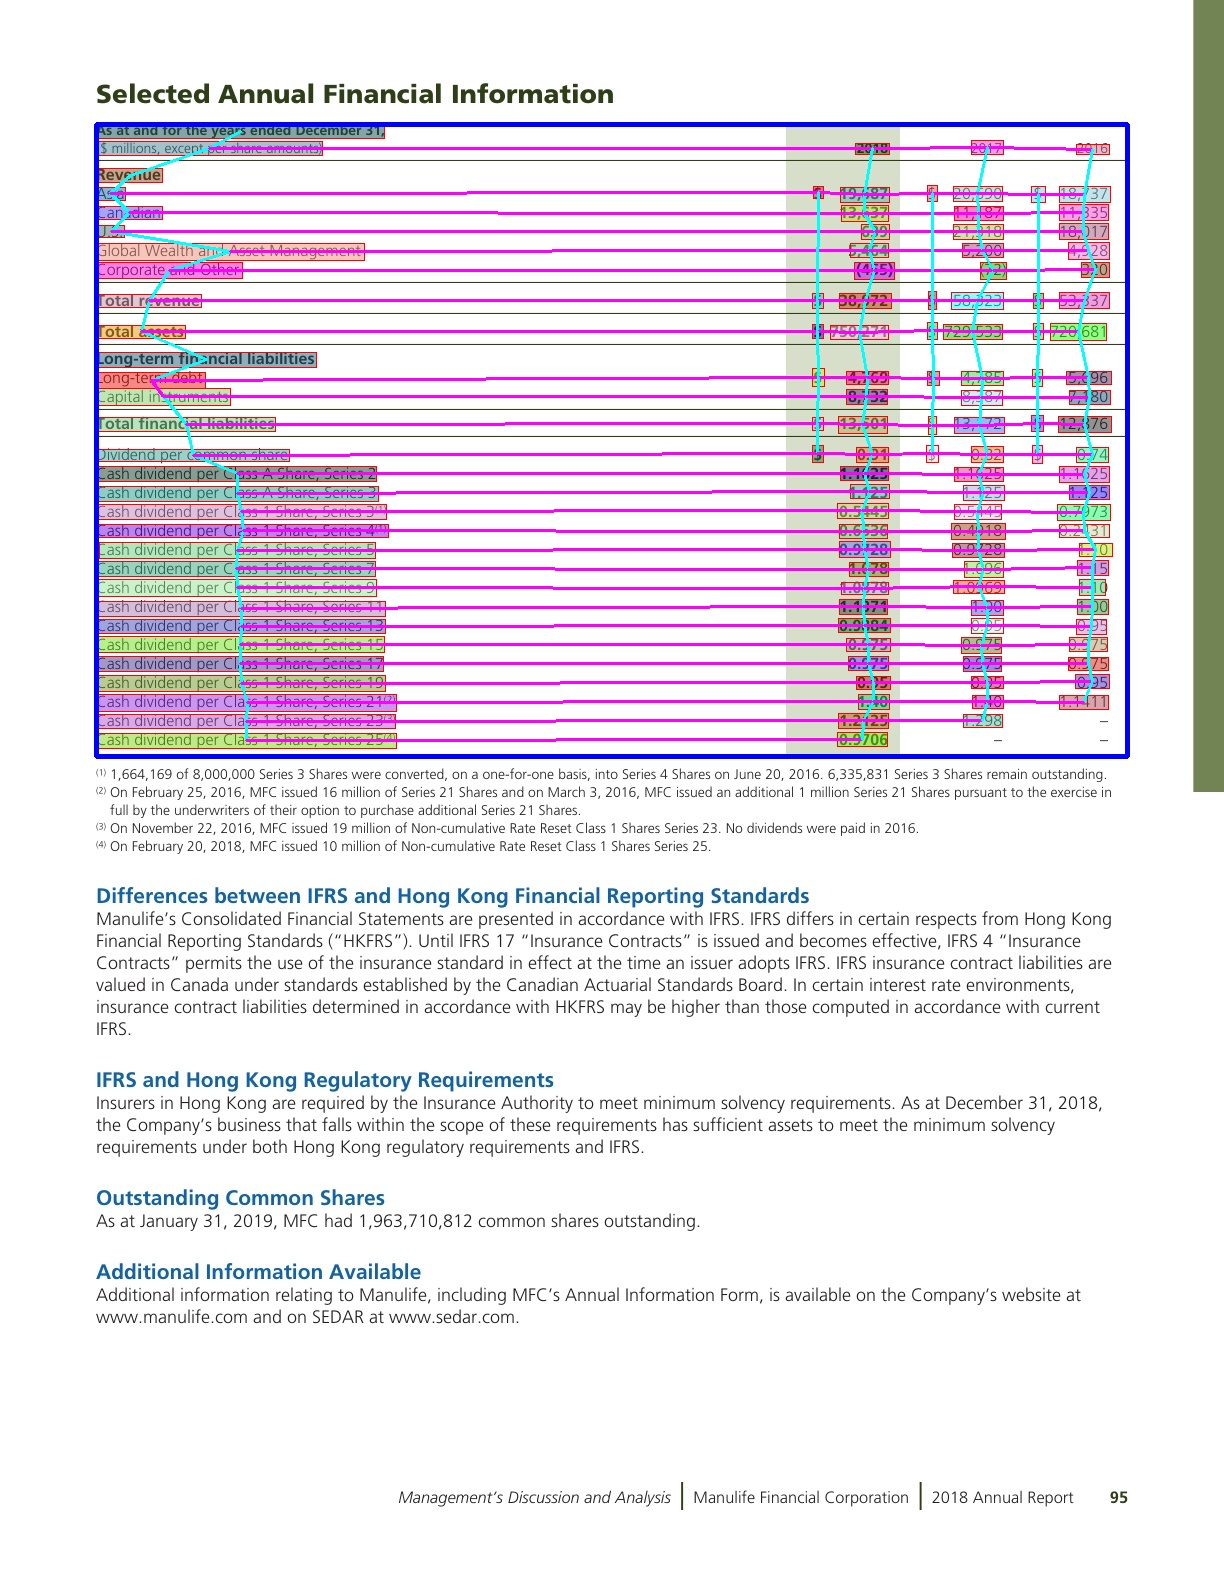 Selected Annual Financial Information
As at and for the years ended December 31,
($ millions, except per share amounts) 2018 2017 2016
Revenue
Asia $ 19,687 $ 20,590 $ 18,737
Canadian 13,637 11,335
U.S. 639 21,318 18,017
Global Wealth and Asset Management 5,464 4,928
Corporate and Other (455) 320
Total revenue $ 38,972 $ 58,323 $ 53,337
Total assets $ 750,271 $ 729,533 $ 720,681
Long-term financial liabilities
Long-term debt $ 4,769 $ 4,785 $ 5,696
Capital instruments 8,732 8,387 7,180
Total financial liabilities $ 13,501 $ 13,172 $ 12,876
Dividend per common share $ 0.91 $ 0.82 $ 0.74
Cash dividend per Class A Share, Series 2 1.1625 1.1625 1.1625
Cash dividend per Class A Share, Series 3 1.125 1.125 1.125
Cash dividend per Class 1 Share, Series 3(1) 0.5445 0.5445 0.7973
Cash dividend per Class 1 Share, Series 4(1) 0.4918 0.2431
Cash dividend per Class 1 Share, Series 5 0.9728 0.9728 1.10
Cash dividend per Class 1 Share, Series 7 1.078 1.096 1.15
Cash dividend per Class 1 Share, Series 9 1.0878 1.0969 1.10
Cash dividend per Class 1 Share, Series 11 1.1371 1.00 1.00
Cash dividend per Class 1 Share, Series 13 0.9884 0.95 0.95
Cash dividend per Class 1 Share, Series 15 0.975 0.975 0.975
Cash dividend per Class 1 Share, Series 17 0.975 0.975 0.975
Cash dividend per Class 1 Share, Series 19 0.95 0.95 0.95
Cash dividend per Class 1 Share, Series 21(2) 1.40 1.40 1.1411
Cash dividend per Class 1 Share, Series 23(3) 1.2125 1.298 –
Cash dividend per Class 1 Share, Series 25(4) 0.9706 – –
(1) 1,664,169 of 8,000,000 Series 3 Shares were converted, on a one-for-one basis, into Series 4 Shares on June 20, 2016. 6,335,831 Series 3 Shares remain outstanding.
(2) On February 25, 2016, MFC issued 16 million of Series 21 Shares and on March 3, 2016, MFC issued an additional 1 million Series 21 Shares pursuant to the exercise in
full by the underwriters of their option to purchase additional Series 21 Shares.
(3) On November 22, 2016, MFC issued 19 million of Non-cumulative Rate Reset Class 1 Shares Series 23. No dividends were paid in 2016.
(4) On February 20, 2018, MFC issued 10 million of Non-cumulative Rate Reset Class 1 Shares Series 25.
Differences between IFRS and Hong Kong Financial Reporting Standards
Manulife’s Consolidated Financial Statements are presented in accordance with IFRS. IFRS differs in certain respects from Hong Kong
Financial Reporting Standards (“HKFRS”). Until IFRS 17 “Insurance Contracts” is issued and becomes effective, IFRS 4 “Insurance
Contracts” permits the use of the insurance standard in effect at the time an issuer adopts IFRS. IFRS insurance contract liabilities are
valued in Canada under standards established by the Canadian Actuarial Standards Board. In certain interest rate environments,
insurance contract liabilities determined in accordance with HKFRS may be higher than those computed in accordance with current
IFRS.
IFRS and Hong Kong Regulatory Requirements
Insurers in Hong Kong are required by the Insurance Authority to meet minimum solvency requirements. As at December 31, 2018,
the Company’s business that falls within the scope of these requirements has sufficient assets to meet the minimum solvency
requirements under both Hong Kong regulatory requirements and IFRS.
Outstanding Common Shares
As at January 31, 2019, MFC had 1,963,710,812 common shares outstanding.
Additional Information Available
Additional information relating to Manulife, including MFC’s Annual Information Form, is available on the Company’s website at
www.manulife.com and on SEDAR at www.sedar.com.
Management’s Discussion and Analysis | Manulife Financial Corporation | 2018 Annual Report 95